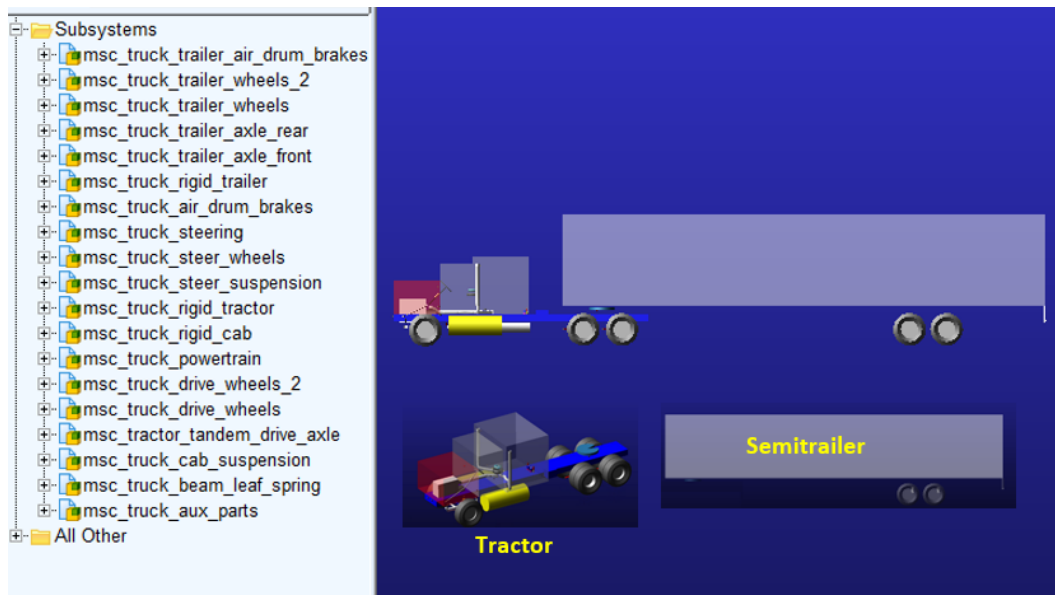 Subsystems
msc_truck_trailer_air_drum_brakes
msc_truck_trailer_wheels_2
msc_truck_trailer_wheels
msc_truck_trailer_axle_rear
msc_truck_trailer_axle_front
msc_truck_rigid_trailer
msc_truck_air_drum_brakes
msc_truck_steering
msc_truck_steer_wheels
msc_truck_steer_suspension
msc_truck_rigid_tractor
msc_truck_rigid_cab
msc_truck_powertrain
msc_truck_drive_wheels_2
msc_truck_drive_wheels
msc_tractor_tandem_drive_axle
msc_truck_cab_suspension
msc_truck_beam_leaf_spring
msc_truck_aux_parts
All Other
Semitrailer
Tractor